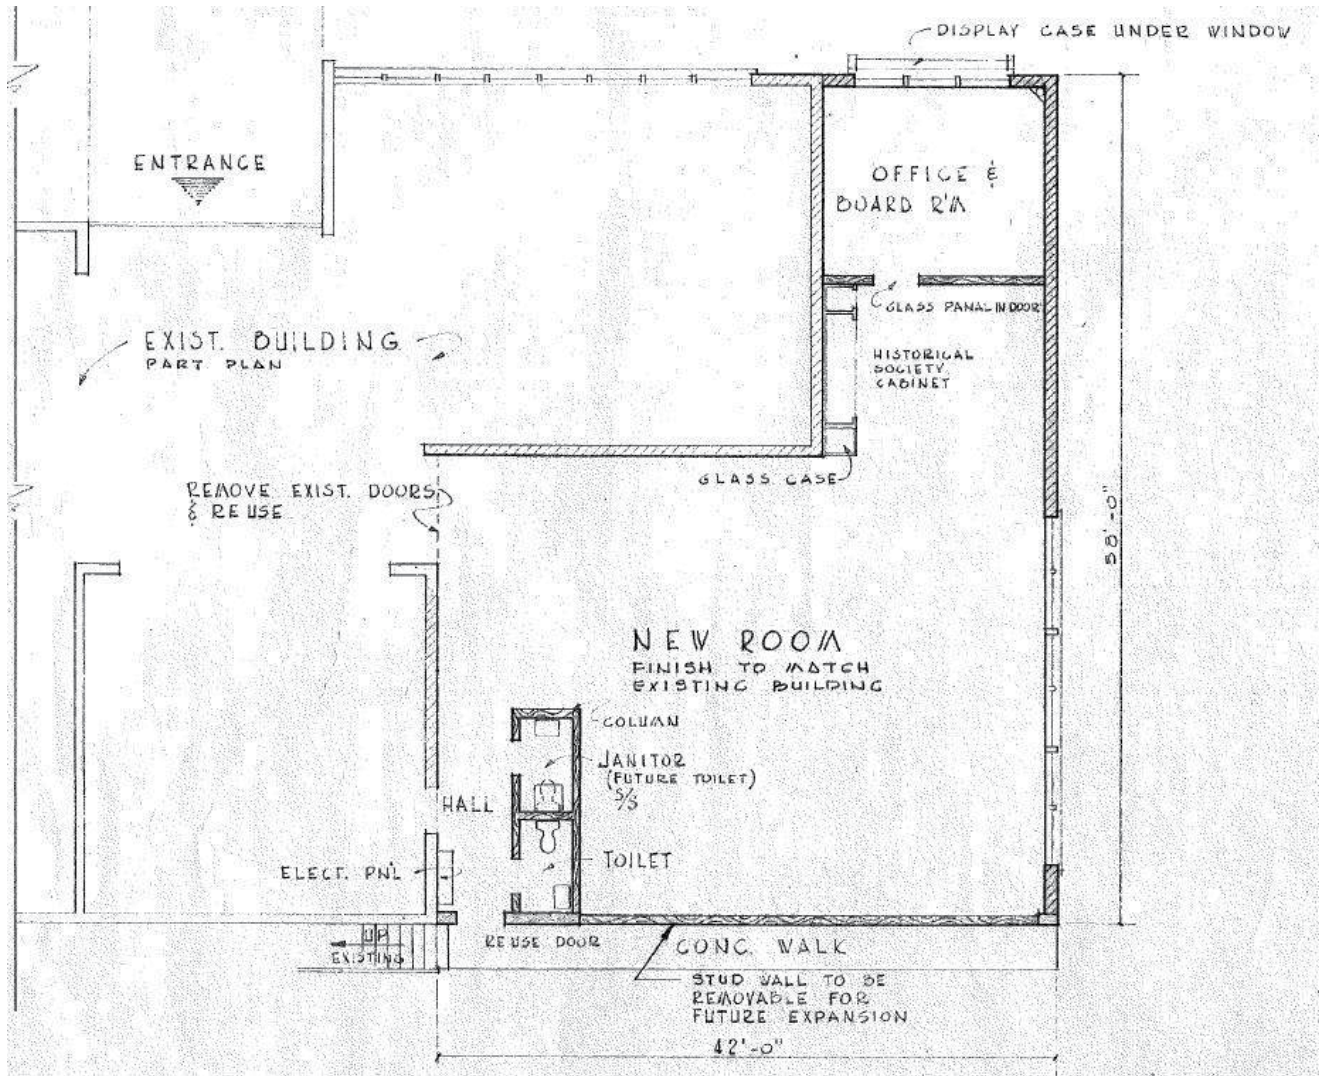 DISPLAY CASE UNDER WINDOW
ENTRANCE
OFFICE &
BOARD R'M
GLASS PANAL IN DOOR
EXIST. BUILDING
PART PLAN
HISTORICAL
SOCIETY
CABINET
GLASS CASE
REMOVE EXIST. DOORS
& REUSE
58'-0"
NEW ROOM
FINISH TO MATCH
EXISTING BUILDING
COLUMN
JANITOR
(FUTURE TOILET)
S/S
HALL
TOILET
ELECT. PN'L
UP
EXISTING
REUSE DOOR
CONC. WALK
STUD WALL TO BE
REMOVABLE FOR
FUTURE EXPANSION
42'-0"